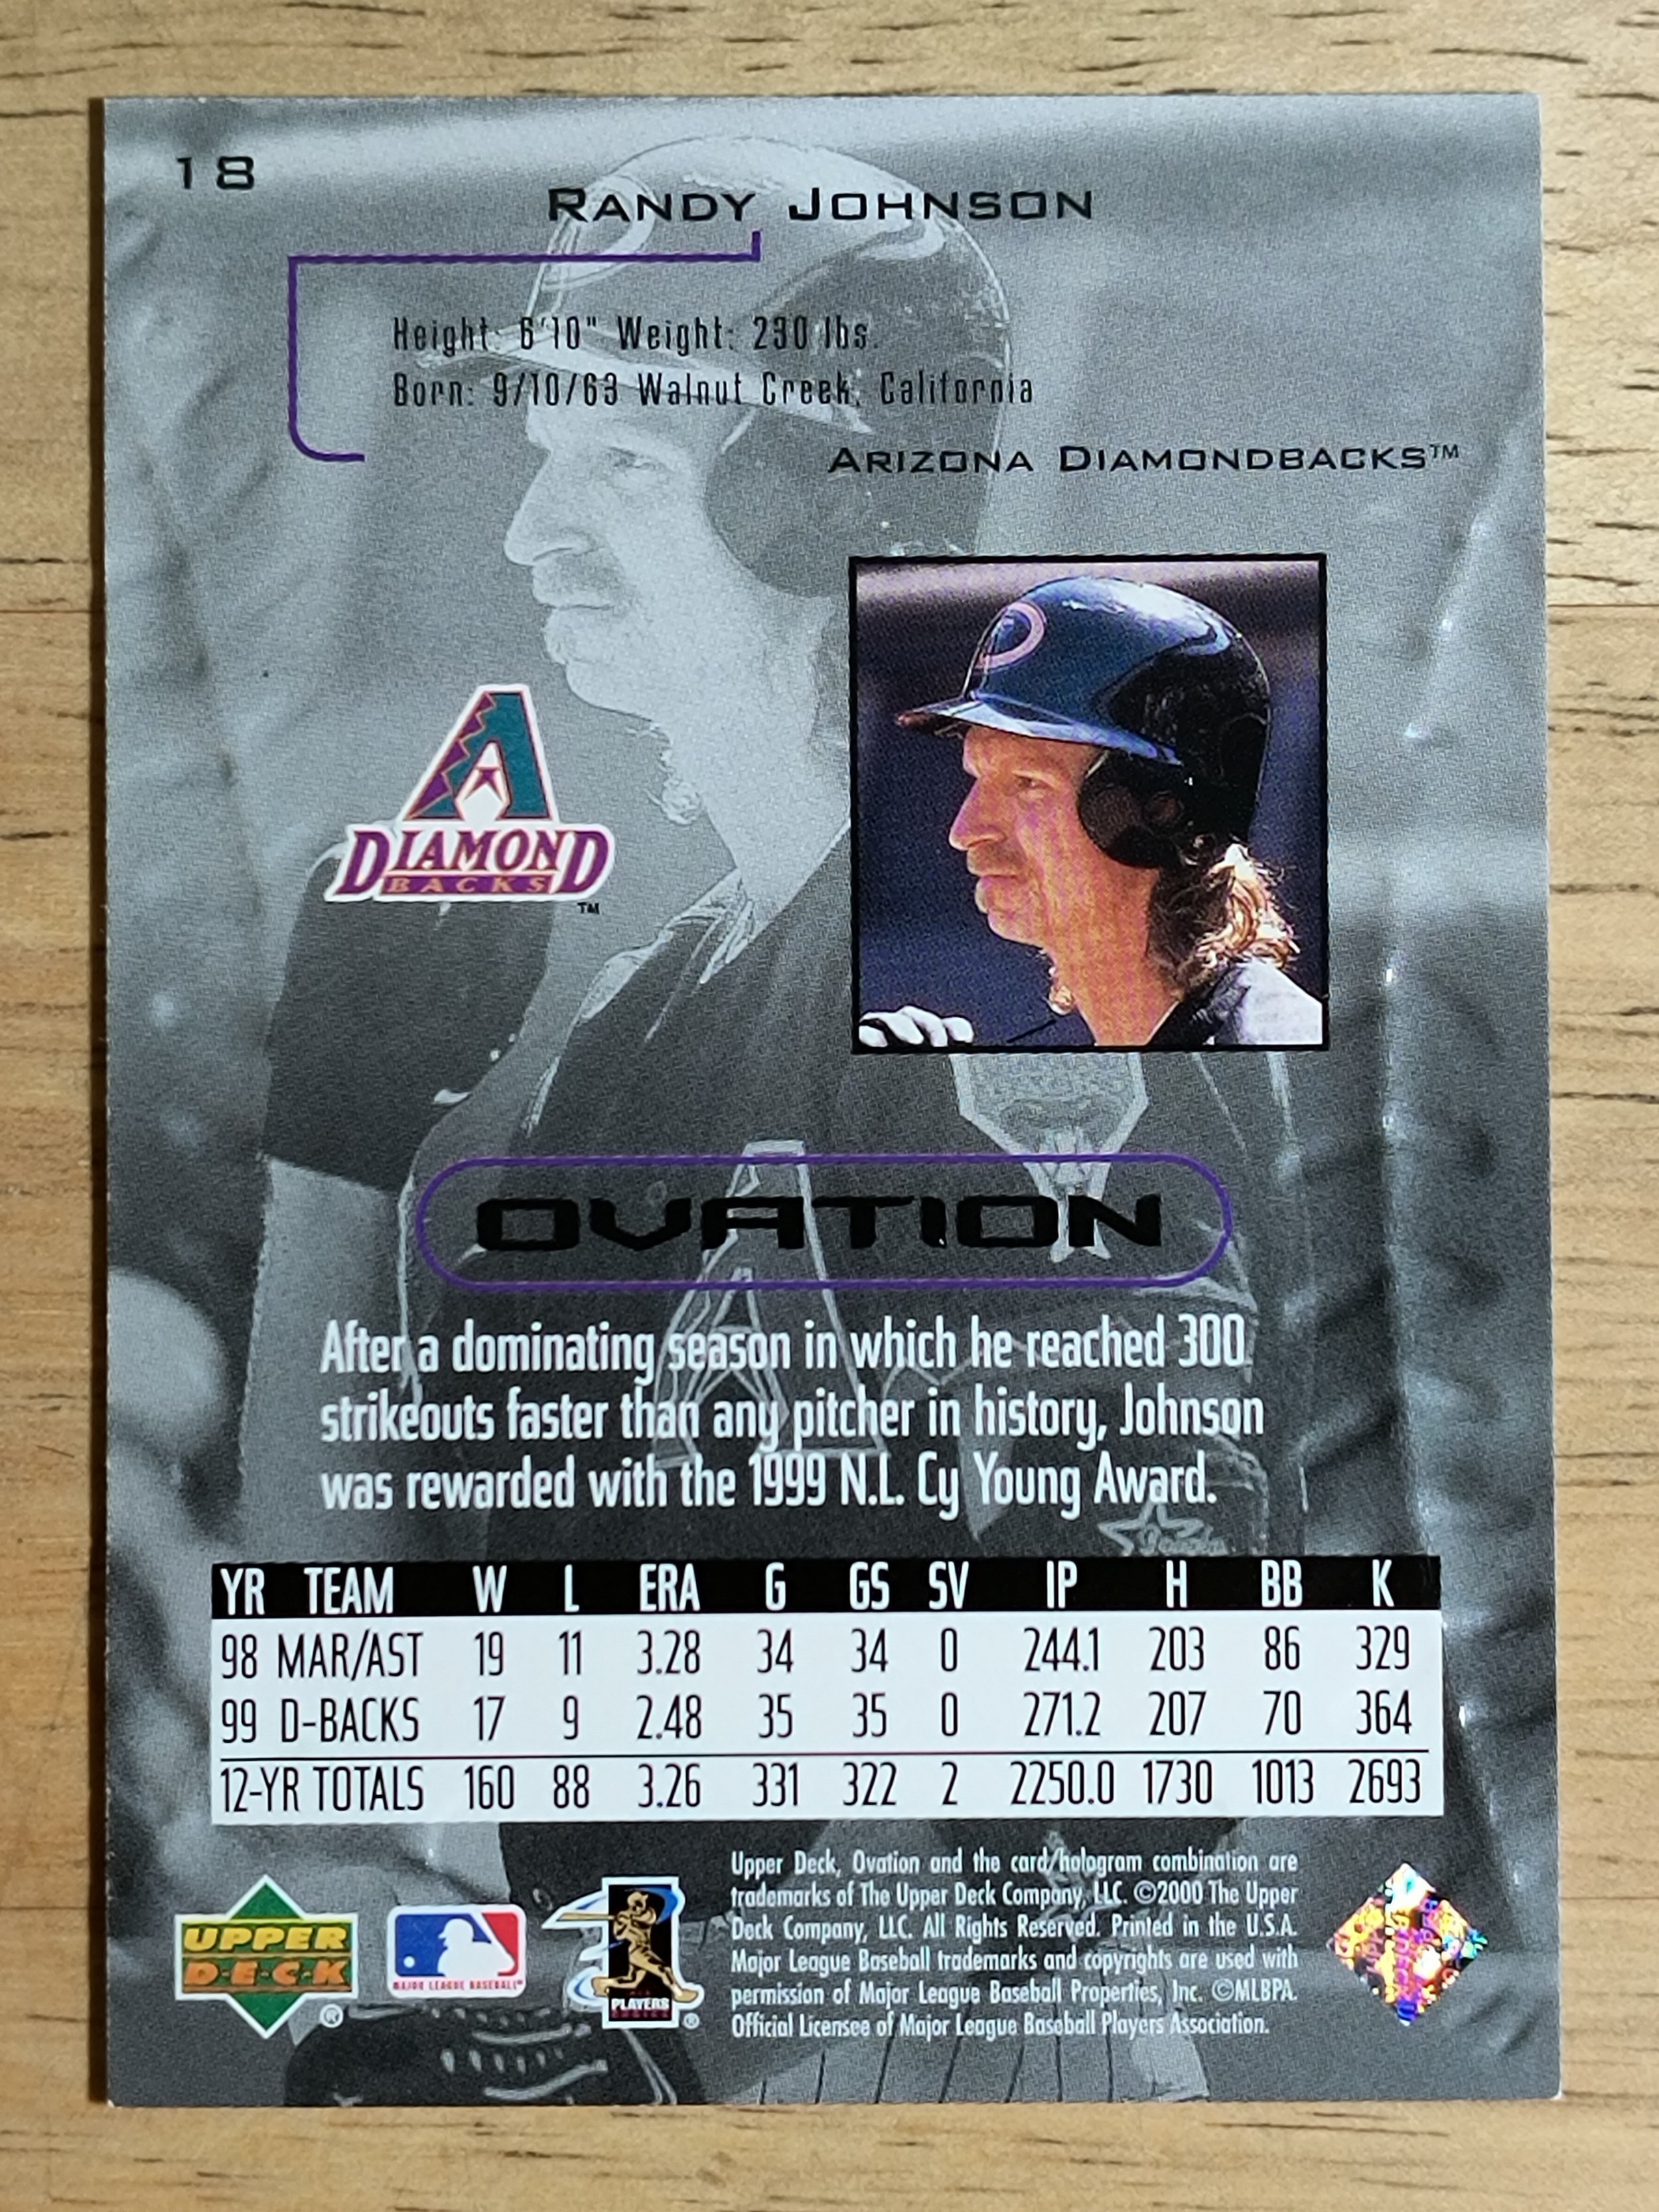 18
RANDY JOHNSON
Height: 6'10" Weight: 230 lbs.
Born: 9/10/63 Walnut Creek, California
ARIZONA DIAMONDBACKS™
A
DIAMOND
BACKS
TM
OVATION
After a dominating season in which he reached 300
strikeouts faster than any pitcher in history, Johnson
was rewarded with the 1999 N.L. Cy Young Award.
YR TEAM W L ERA G GS SV IP H BB K
98 MAR/AST 19 11 3.28 34 34 0 244.1 203 86 329
99 D-BACKS 17 9 2.48 35 35 0 271.2 207 70 364
12-YR TOTALS 160 88 3.26 331 322 2 2250.0 1730 1013 2693
Upper Deck, Ovation and the card/hologram combination are
trademarks of The Upper Deck Company, LLC. ©2000 The Upper
Deck Company, LLC. All Rights Reserved. Printed in the U.S.A.
Major League Baseball trademarks and copyrights are used with
permission of Major League Baseball Properties, Inc. ©MLBPA.
Official Licensee of Major League Baseball Players Association.
UPPER
D·E·C·K
®
MAJOR LEAGUE BASEBALL®
PLAYERS
CHOICE
®